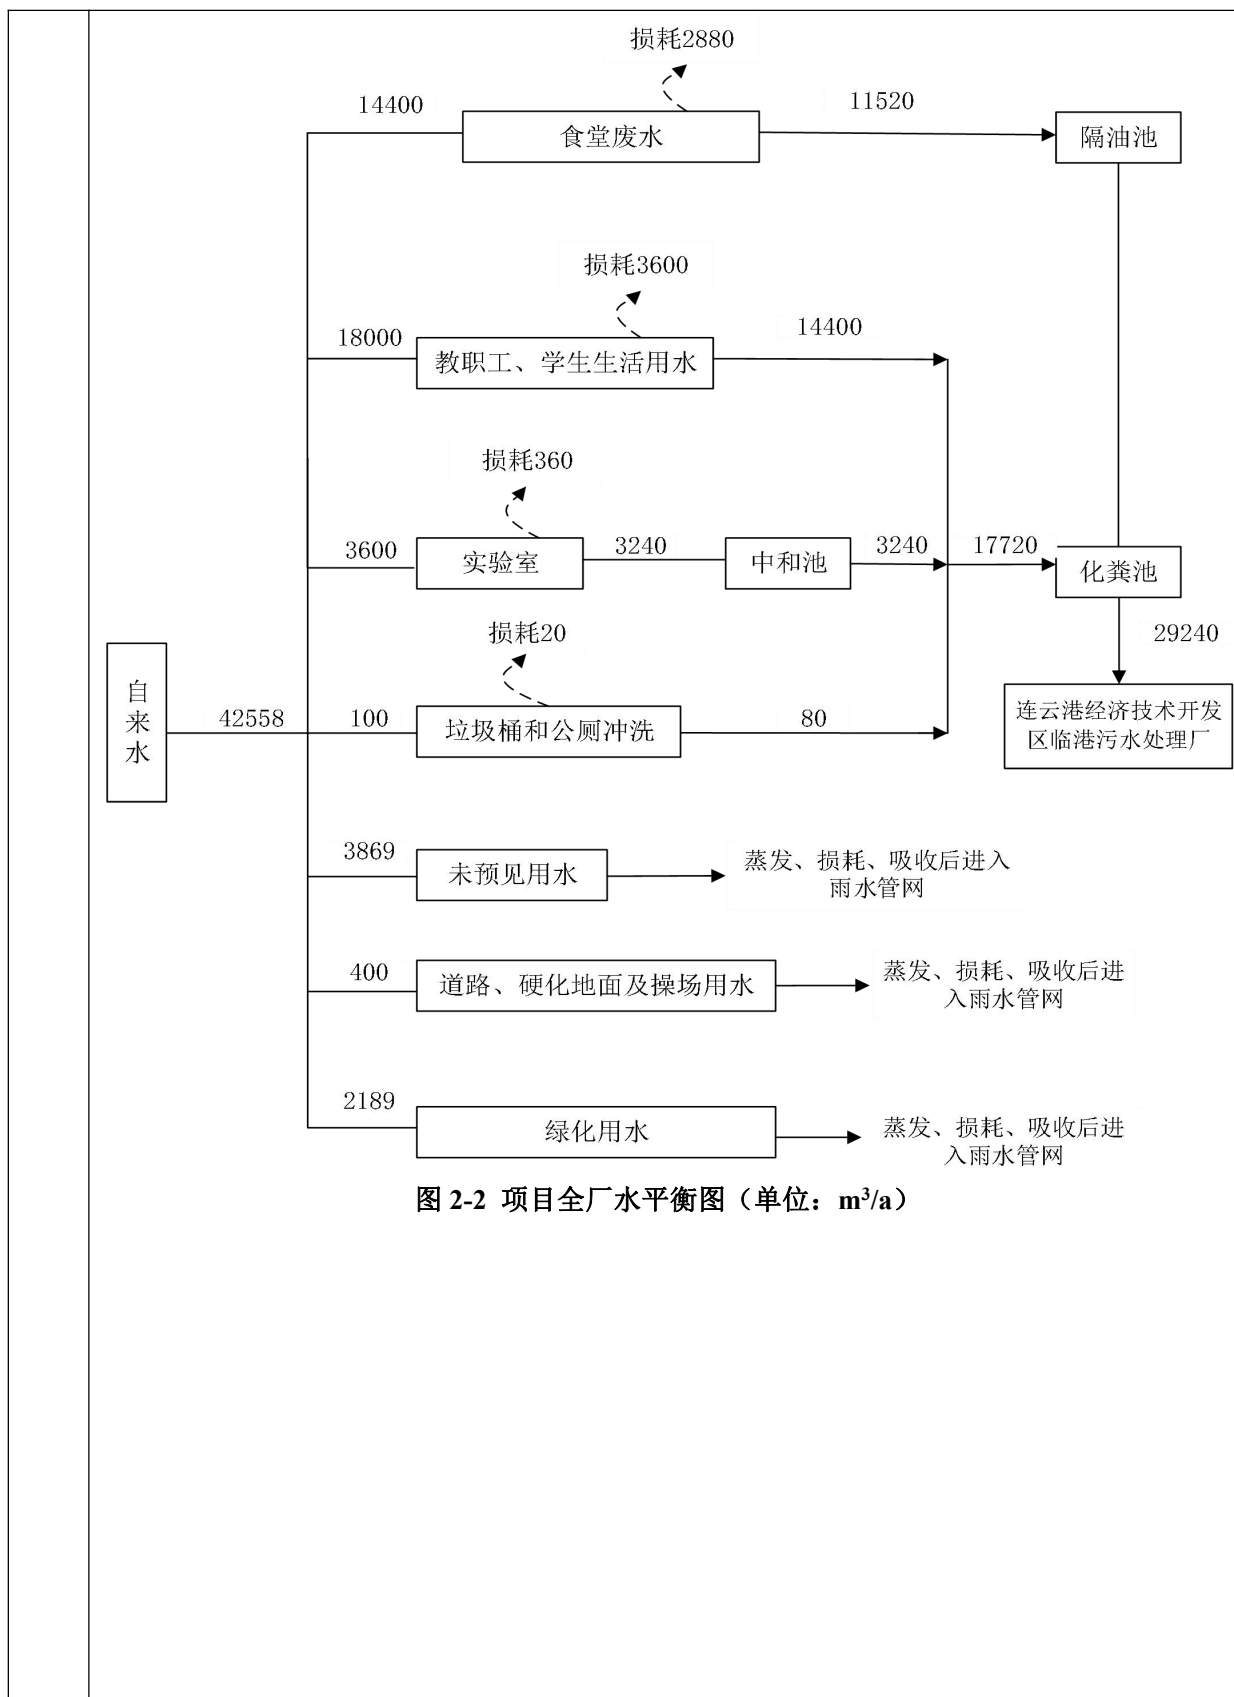 损耗2880
14400
11520
食堂废水
隔油池
损耗3600
18000
14400
教职工、学生生活用水
损耗360
3600
实验室
3240
中和池
3240
17720
化粪池
损耗20
29240
自来水
42558
100
垃圾桶和公厕冲洗
80
连云港经济技术开发
区临港污水处理厂
3869
未预见用水
蒸发、损耗、吸收后进入
雨水管网
400
道路、硬化地面及操场用水
蒸发、损耗、吸收后进
入雨水管网
2189
绿化用水
蒸发、损耗、吸收后进
入雨水管网
图 2-2 项目全厂水平衡图（单位：m³/a）